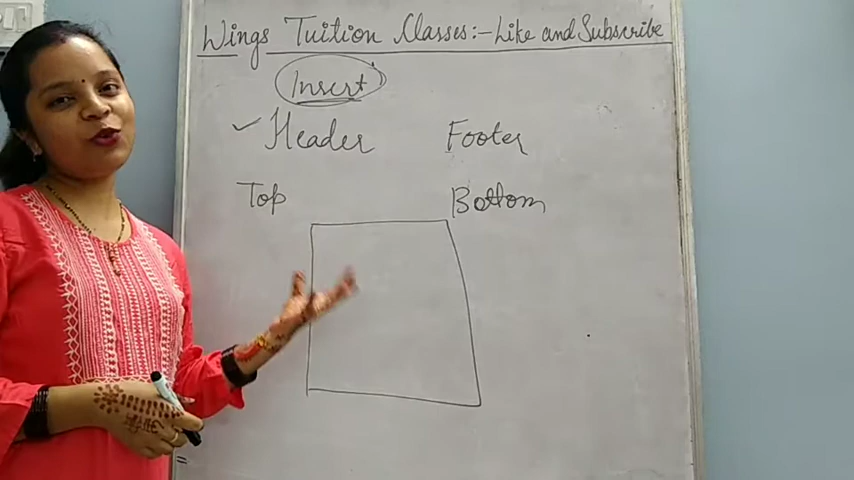 Wings Tuition Classes:- Like and Subscribe
Insert
✓ Header Footer
Top Bottom